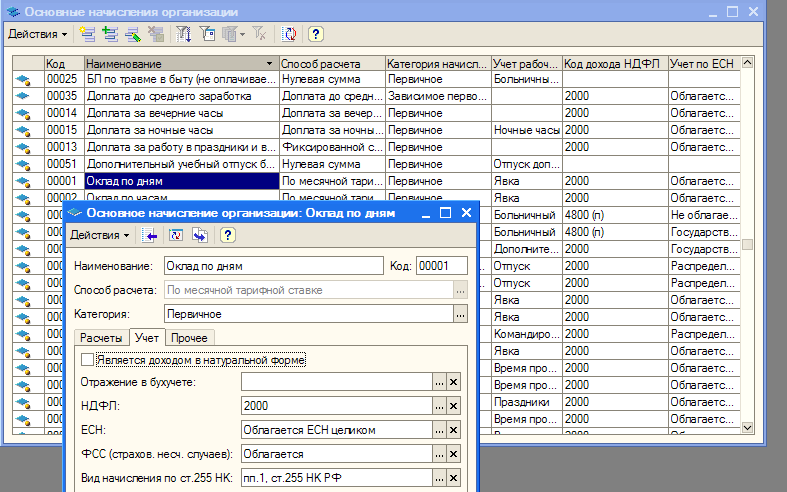 Основные начисления организации
Действия
Код Наименование Способ расчета Категория начисл... Учет рабоч... Код дохода НДФЛ Учет по ЕСН
00025 БЛ по травме в быту (не оплачивае... Нулевая сумма Первичное Больничны...
00035 Доплата до среднего заработка Доплата до средн... Зависимое перво... 2000 Облагаетс...
00014 Доплата за вечерние часы Доплата за вечер... Первичное 2000 Облагаетс...
00015 Доплата за ночные часы Доплата за ночны... Первичное Ночные часы 2000 Облагаетс...
00013 Доплата за работу в праздники и в... Фиксированной с... Первичное 2000 Облагаетс...
00051 Дополнительный учебный отпуск б... Нулевая сумма Первичное Отпуск доп...
00001 Оклад по дням По месячной тари... Первичное Явка 2000 Облагаетс...
00002 Оклад по часам По месячной тари... Первичное Явка 2000 Облагаетс...
Основное начисление организации: Оклад по дням
Больничный 4800 (п) Не облагае...
Действия
Больничный 4800 (п) Государств...
Дополните... 2000 Государств...
Наименование: Оклад по дням Код: 00001
Отпуск 2000 Распредел...
Способ расчета: По месячной тарифной ставке ...
Отпуск 2000 Распредел...
Явка 2000 Облагаетс...
Категория: Первичное ...
Явка 2000 Облагаетс...
Расчеты Учет Прочее
Командиро... 2000 Распредел...
Явка 2000 Облагаетс...
Является доходом в натуральной форме
Время про... 2000 Облагаетс...
Отражение в бухучете: ... x
Время про... 2000 Облагаетс...
НДФЛ: 2000 ... x
Праздники 2000 Облагаетс...
Время про... 2000 Облагаетс...
ЕСН: Облагается ЕСН целиком ... x
ФСС (страхов. несч. случаев): Облагается ... x
Вид начисления по ст.255 НК: пп.1, ст.255 НК РФ ... x